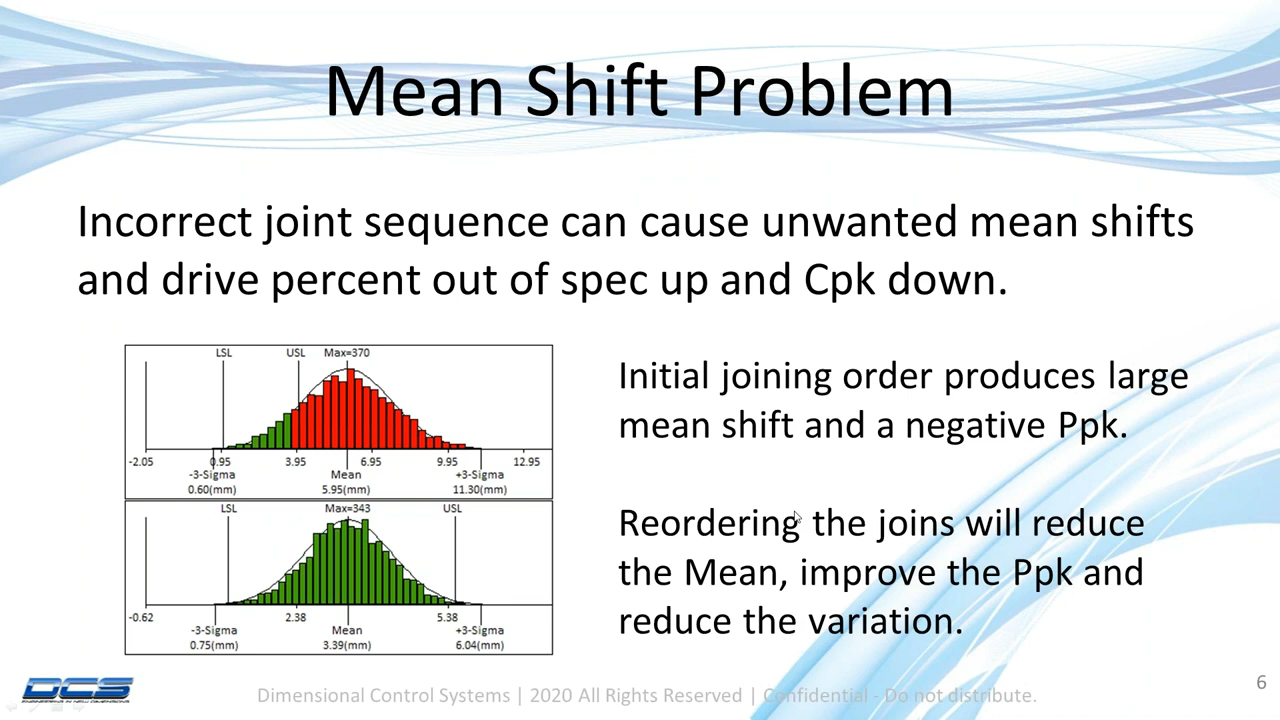 Mean Shift Problem
Incorrect joint sequence can cause unwanted mean shifts
and drive percent out of spec up and Cpk down.
LSL USL Max=370
-2.05 0.95 3.95 6.95 9.95 12.95
-3-Sigma Mean +3-Sigma
0.60(mm) 5.95(mm) 11.30(mm)
LSL Max=343 USL
-0.62 2.38 5.38
-3-Sigma Mean +3-Sigma
0.75(mm) 3.39(mm) 6.04(mm)
Initial joining order produces large
mean shift and a negative Ppk.
Reordering the joins will reduce
the Mean, improve the Ppk and
reduce the variation.
DCS
Dimensional Control Systems | 2020 All Rights Reserved | Confidential - Do not distribute.
6